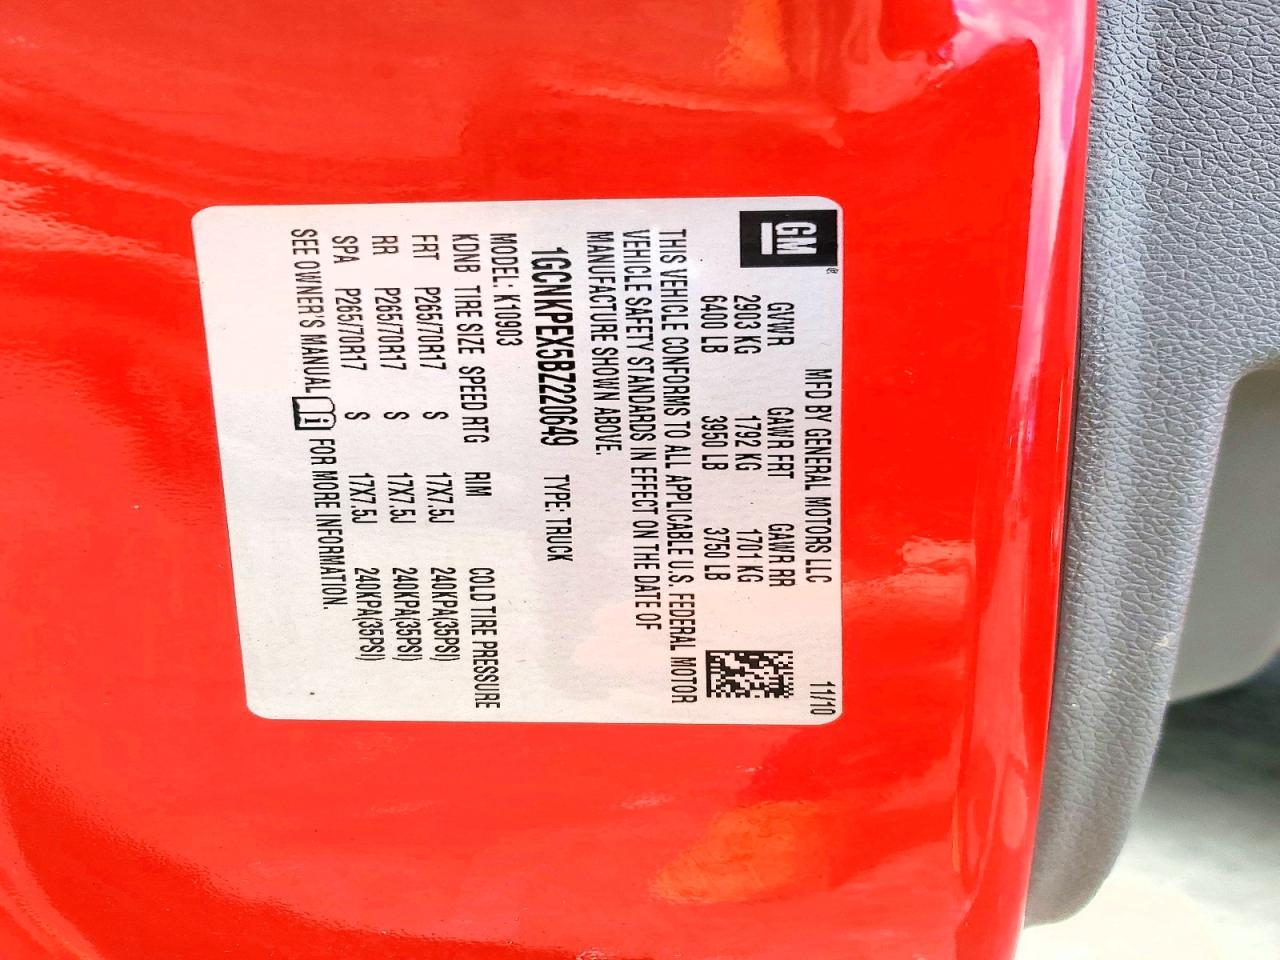 GM®
MFD BY GENERAL MOTORS LLC 11/10
GVWR GAWR FRT GAWR RR
2903 KG 1792 KG 1701 KG
6400 LB 3950 LB 3750 LB
THIS VEHICLE CONFORMS TO ALL APPLICABLE U.S. FEDERAL MOTOR
VEHICLE SAFETY STANDARDS IN EFFECT ON THE DATE OF
MANUFACTURE SHOWN ABOVE.
1GCNKPEX5BZ220649 TYPE: TRUCK
MODEL: K10903
KDNB TIRE SIZE SPEED RTG RIM COLD TIRE PRESSURE
FRT P265/70R17 S 17X7.5J 240KPA(35PSI)
RR P265/70R17 S 17X7.5J 240KPA(35PSI)
SPA P265/70R17 S 17X7.5J 240KPA(35PSI)
SEE OWNER'S MANUAL i FOR MORE INFORMATION.